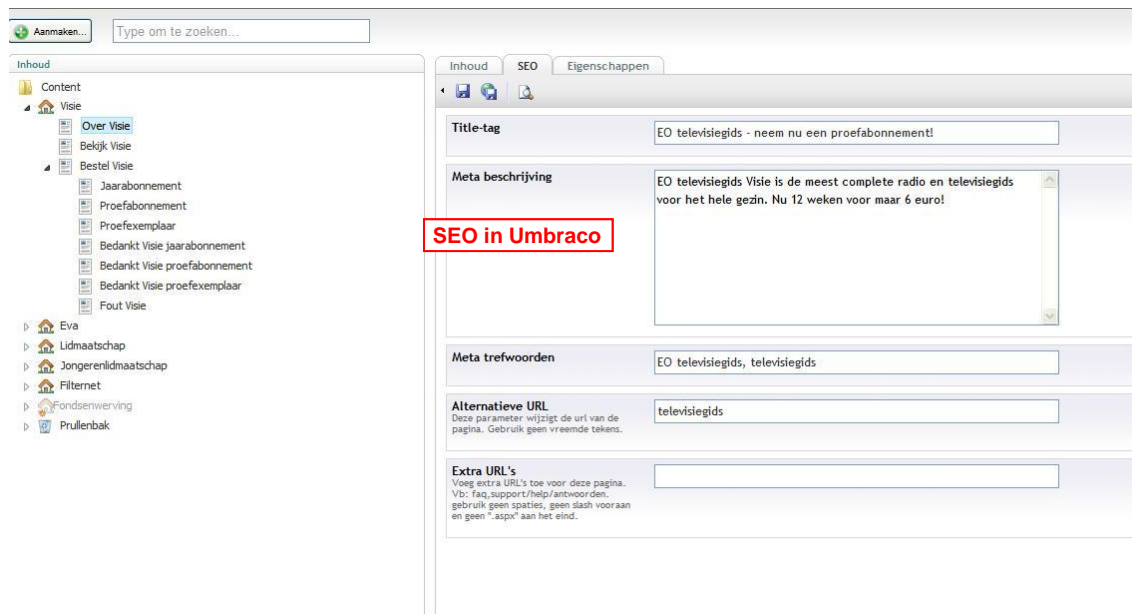 Aanmaken...
Type om te zoeken...
Inhoud
Content
Visie
Over Visie
Bekijk Visie
Bestel Visie
Jaarabonnement
Proefabonnement
Proefexemplaar
Bedankt Visie jaarabonnement
Bedankt Visie proefabonnement
Bedankt Visie proefexemplaar
Fout Visie
Eva
Lidmaatschap
Jongerenlidmaatschap
Filternet
Fondsenwerving
Prullenbak
SEO in Umbraco
Inhoud SEO Eigenschappen
Title-tag
EO televisiegids - neem nu een proefabonnement!
Meta beschrijving
EO televisiegids Visie is de meest complete radio en televisiegids
voor het hele gezin. Nu 12 weken voor maar 6 euro!
Meta trefwoorden
EO televisiegids, televisiegids
Alternatieve URL
Deze parameter wijzigt de url van de
pagina. Gebruik geen vreemde tekens.
televisiegids
Extra URL's
Voeg extra URL's toe voor deze pagina.
Vb: faq,support/help/antwoorden.
gebruik geen spaties, geen slash vooraan
en geen ".aspx" aan het eind.